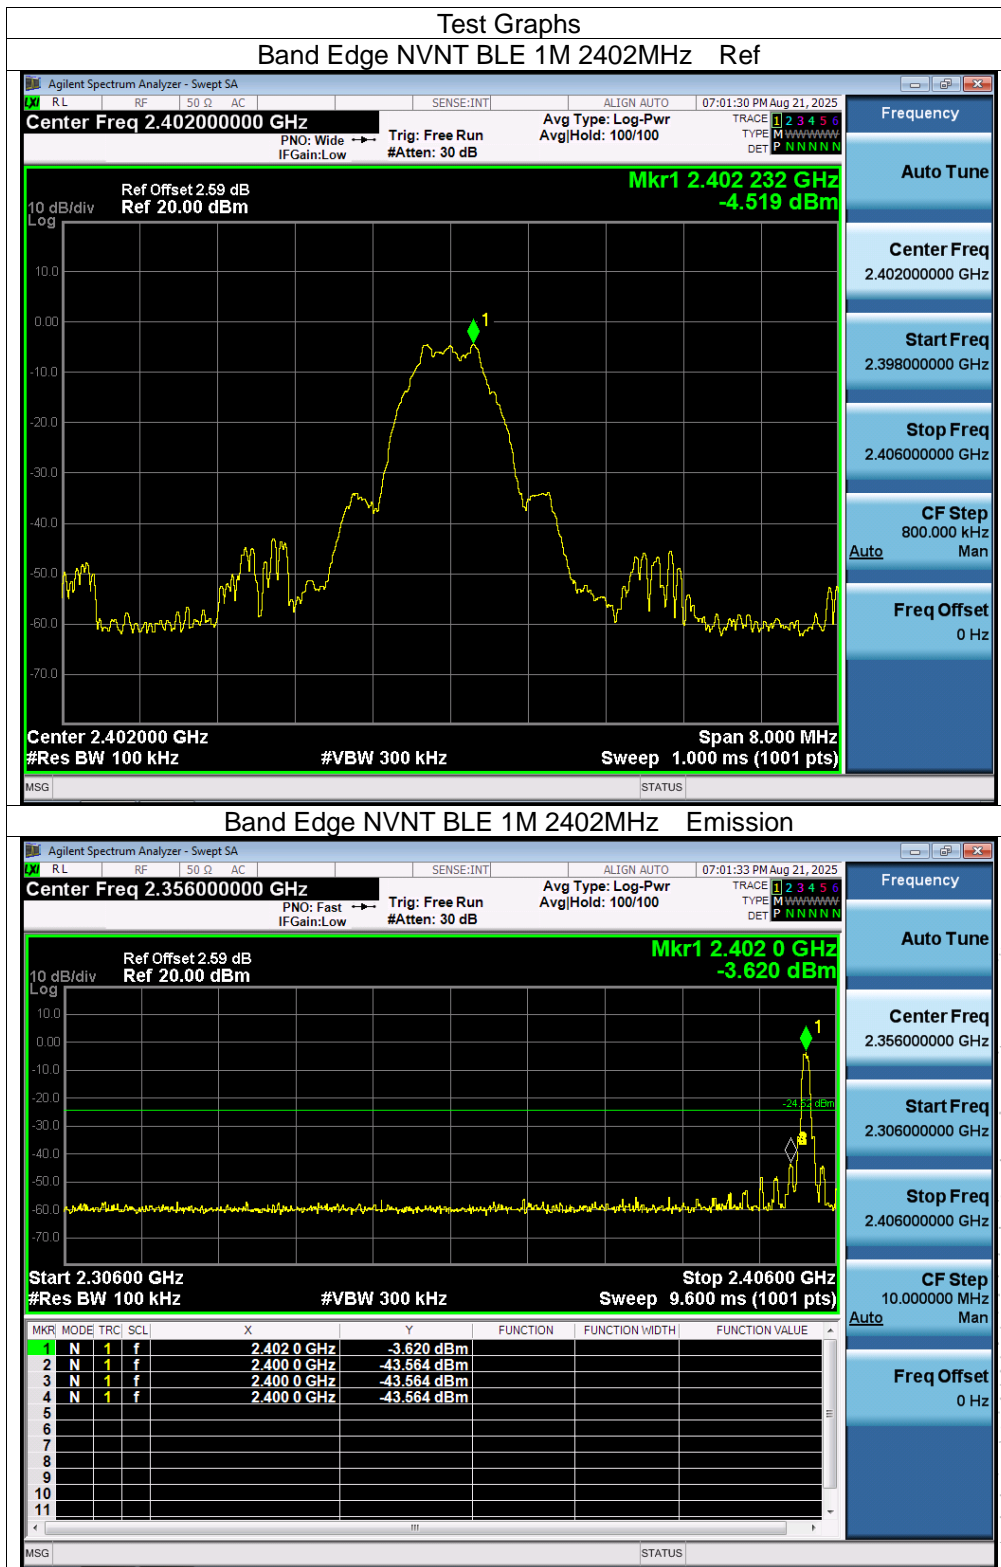 Test Graphs
Band Edge NVNT BLE 1M 2402MHz    Ref
Agilent Spectrum Analyzer - Swept SA
LXI RL RF 50 Ω AC SENSE:INT ALIGN AUTO 07:01:30 PM Aug 21, 2025
Center Freq 2.402000000 GHz Avg Type: Log-Pwr TRACE 1 2 3 4 5 6
PNO: Wide Trig: Free Run Avg|Hold: 100/100 TYPE M WWWWW
IFGain:Low #Atten: 30 dB DET P N N N N N
Frequency
Auto Tune
Center Freq
2.402000000 GHz
Start Freq
2.398000000 GHz
Stop Freq
2.406000000 GHz
CF Step
800.000 kHz
Auto Man
Freq Offset
0 Hz
Mkr1 2.402 232 GHz
-4.519 dBm
Ref Offset 2.59 dB
10 dB/div Ref 20.00 dBm
Log
1
10.0
0.00
-10.0
-20.0
-30.0
-40.0
-50.0
-60.0
-70.0
Center 2.402000 GHz Span 8.000 MHz
#Res BW 100 kHz #VBW 300 kHz Sweep 1.000 ms (1001 pts)
MSG STATUS
Band Edge NVNT BLE 1M 2402MHz    Emission
Agilent Spectrum Analyzer - Swept SA
LXI RL RF 50 Ω AC SENSE:INT ALIGN AUTO 07:01:33 PM Aug 21, 2025
Center Freq 2.356000000 GHz Avg Type: Log-Pwr TRACE 1 2 3 4 5 6
PNO: Fast Trig: Free Run Avg|Hold: 100/100 TYPE M WWWWW
IFGain:Low #Atten: 30 dB DET P N N N N N
Frequency
Auto Tune
Center Freq
2.356000000 GHz
Start Freq
2.306000000 GHz
Stop Freq
2.406000000 GHz
CF Step
10.000000 MHz
Auto Man
Freq Offset
0 Hz
Mkr1 2.402 0 GHz
-3.620 dBm
Ref Offset 2.59 dB
10 dB/div Ref 20.00 dBm
Log
1
10.0
0.00
-10.0
-20.0
-24.52 dBm
-30.0
-40.0
-50.0
-60.0
-70.0
Start 2.30600 GHz Stop 2.40600 GHz
#Res BW 100 kHz #VBW 300 kHz Sweep 9.600 ms (1001 pts)
MKR MODE TRC SCL X Y FUNCTION FUNCTION WIDTH FUNCTION VALUE
1 N 1 f 2.402 0 GHz -3.620 dBm
2 N 1 f 2.400 0 GHz -43.564 dBm
3 N 1 f 2.400 0 GHz -43.564 dBm
4 N 1 f 2.400 0 GHz -43.564 dBm
5
6
7
8
9
10
11
MSG STATUS